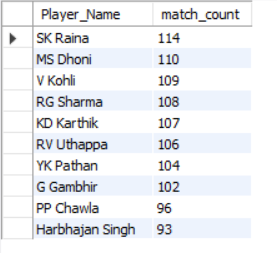 Player_Name match_count
SK Raina 114
MS Dhoni 110
V Kohli 109
RG Sharma 108
KD Karthik 107
RV Uthappa 106
YK Pathan 104
G Gambhir 102
PP Chawla 96
Harbhajan Singh 93